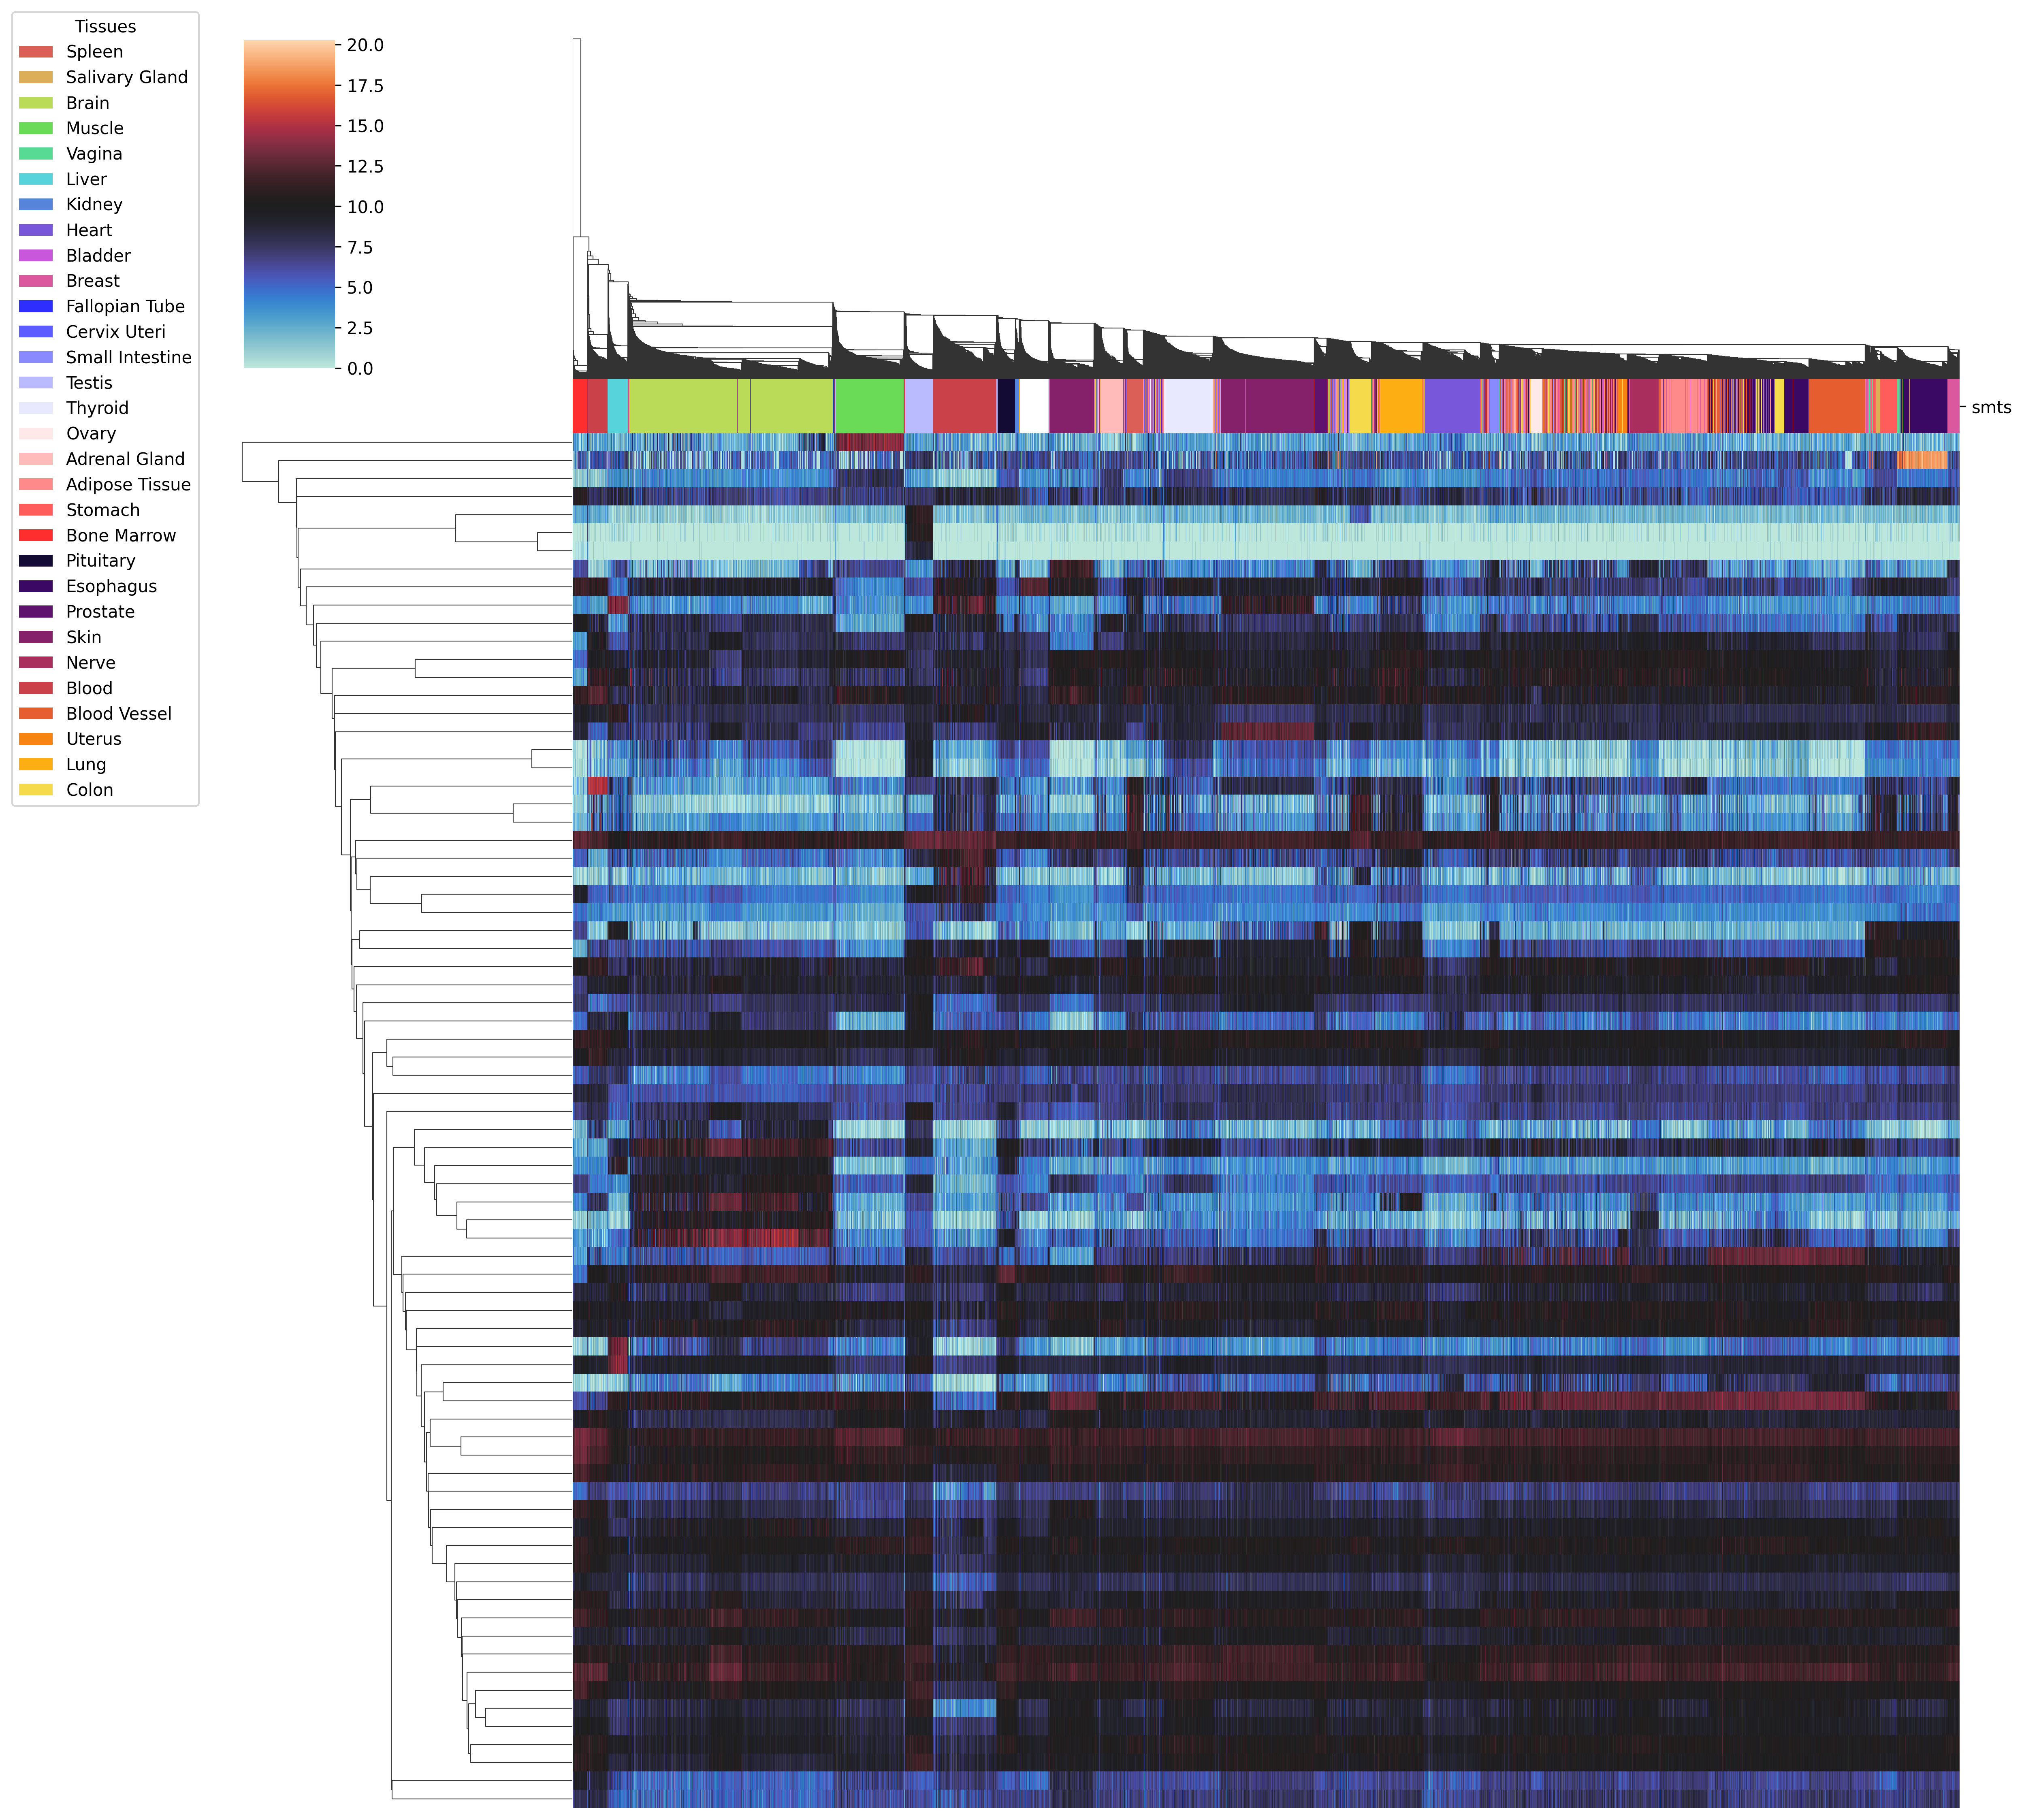 Tissues
Spleen
Salivary Gland
Brain
Muscle
Vagina
Liver
Kidney
Heart
Bladder
Breast
Fallopian Tube
Cervix Uteri
Small Intestine
Testis
Thyroid
Ovary
Adrenal Gland
Adipose Tissue
Stomach
Bone Marrow
Pituitary
Esophagus
Prostate
Skin
Nerve
Blood
Blood Vessel
Uterus
Lung
Colon
20.0
17.5
15.0
12.5
10.0
7.5
5.0
2.5
0.0
smts